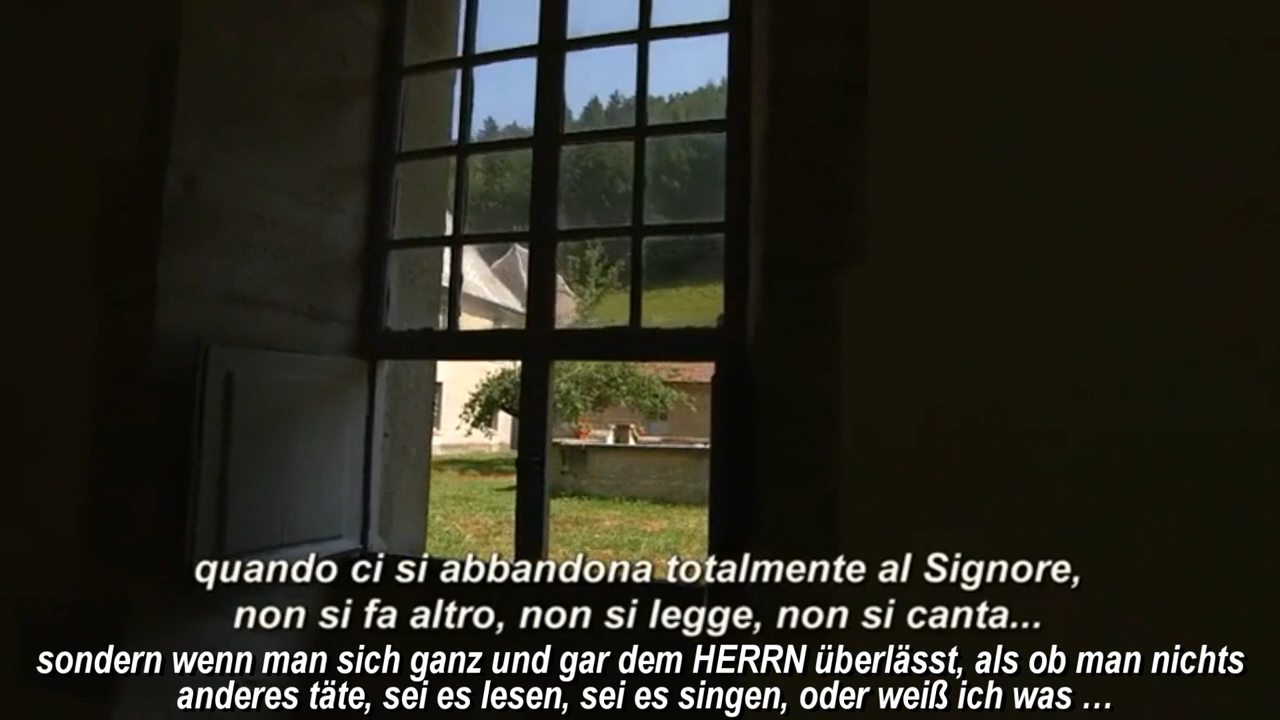 quando ci si abbandona totalmente al Signore,
non si fa altro, non si legge, non si canta...
sondern wenn man sich ganz und gar dem HERRN überlässt, als ob man nichts
anderes täte, sei es lesen, sei es singen, oder weiß ich was …